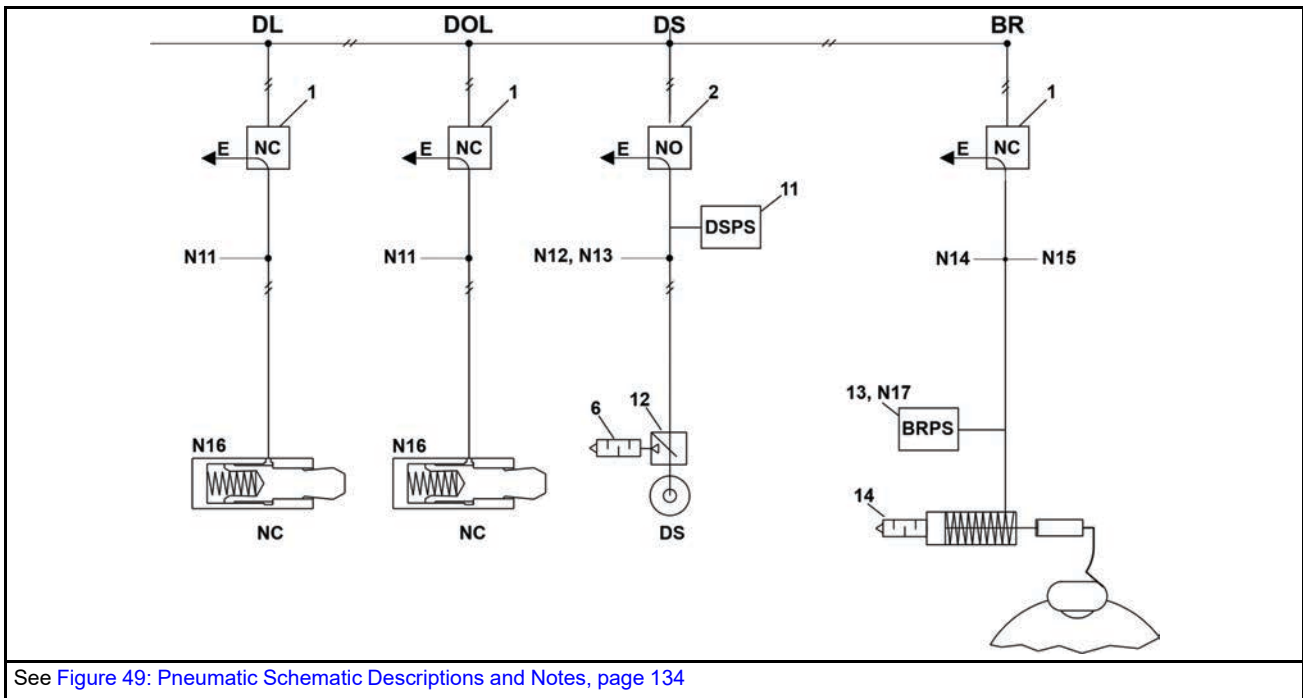 DL DOL DS BR
1 1 2 1
E NC E NC E NO E NC
11
DSPS
N11 N11 N12, N13 N14 N15
13, N17
BRPS
6 12
N16 N16
14
NC NC DS
See Figure 49: Pneumatic Schematic Descriptions and Notes, page 134